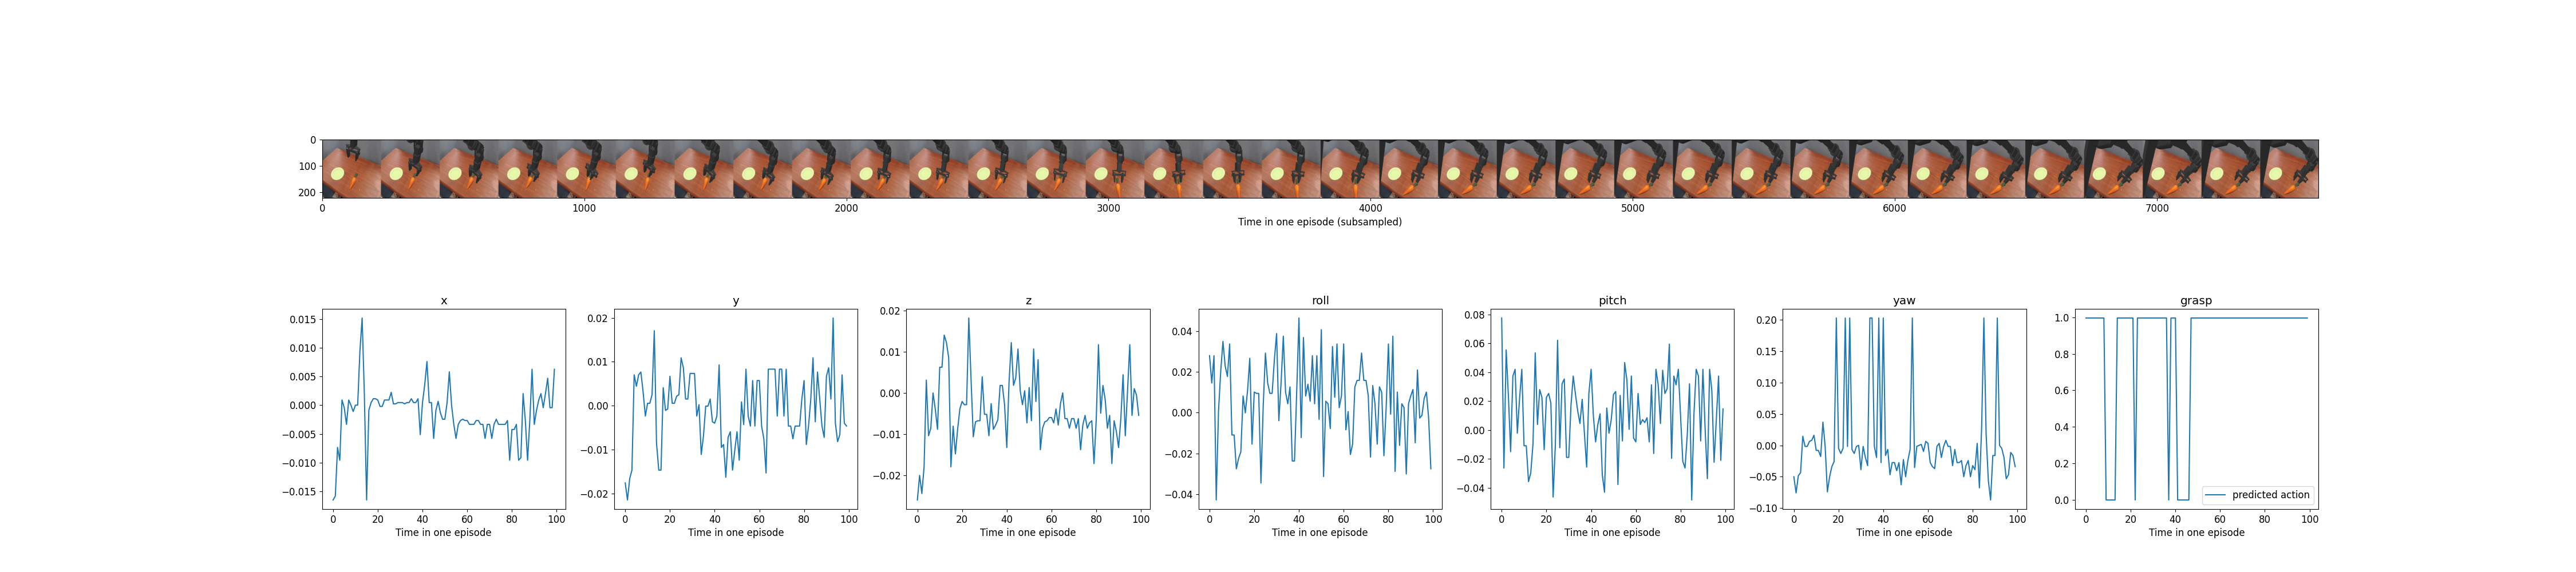 0
100
200
0 1000 2000 3000 4000 5000 6000 7000
Time in one episode (subsampled)
x y z roll pitch yaw grasp
0.015
0.010
0.005
0.000
−0.005
−0.010
−0.015
0 20 40 60 80 100
Time in one episode
0.02
0.01
0.00
−0.01
−0.02
0 20 40 60 80 100
Time in one episode
0.02
0.01
0.00
−0.01
−0.02
0 20 40 60 80 100
Time in one episode
0.04
0.02
0.00
−0.02
−0.04
0 20 40 60 80 100
Time in one episode
0.08
0.06
0.04
0.02
0.00
−0.02
−0.04
0 20 40 60 80 100
Time in one episode
0.20
0.15
0.10
0.05
0.00
−0.05
−0.10
0 20 40 60 80 100
Time in one episode
1.0
0.8
0.6
0.4
0.2
0.0
predicted action
0 20 40 60 80 100
Time in one episode